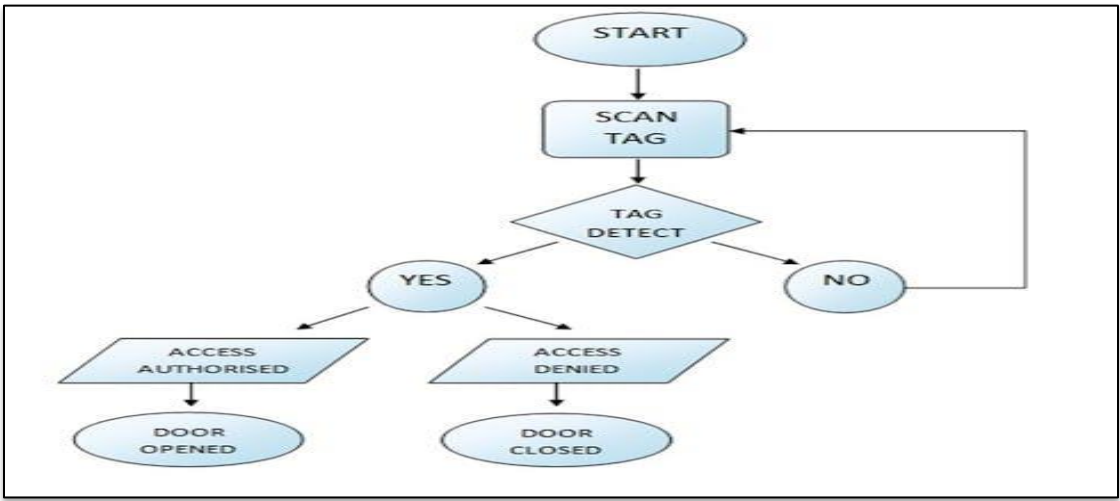 START
SCAN
TAG
TAG
DETECT
YES
NO
ACCESS
AUTHORISED
ACCESS
DENIED
DOOR
OPENED
DOOR
CLOSED